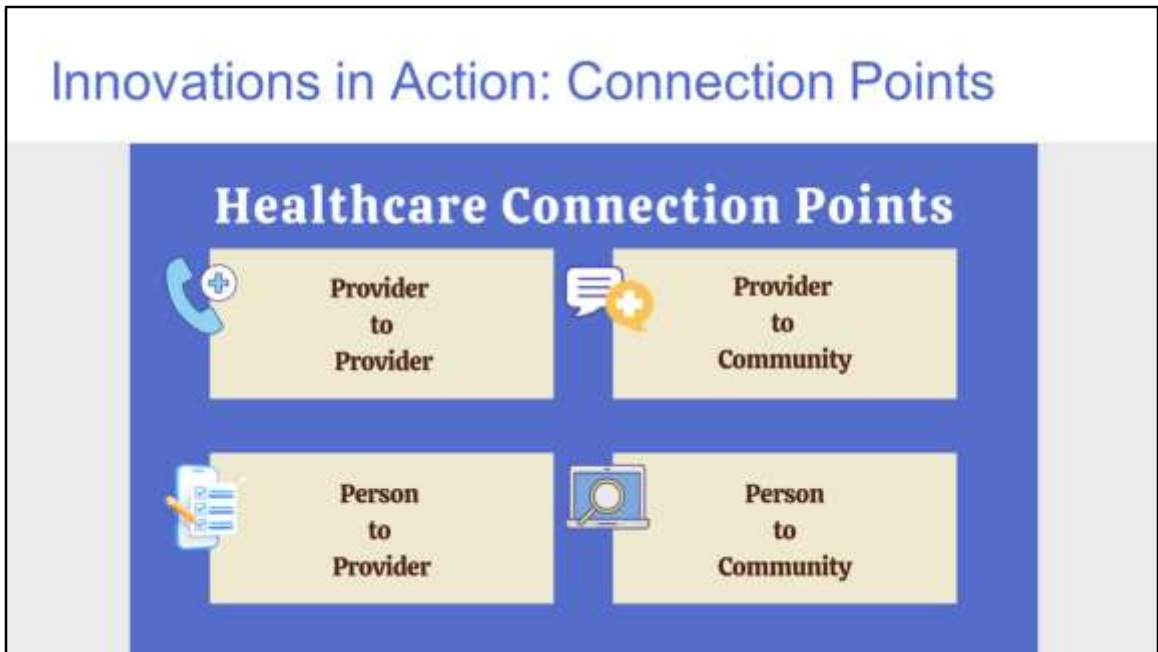 Innovations in Action: Connection Points
Healthcare Connection Points
Provider
to
Provider
Provider
to
Community
Person
to
Provider
Person
to
Community